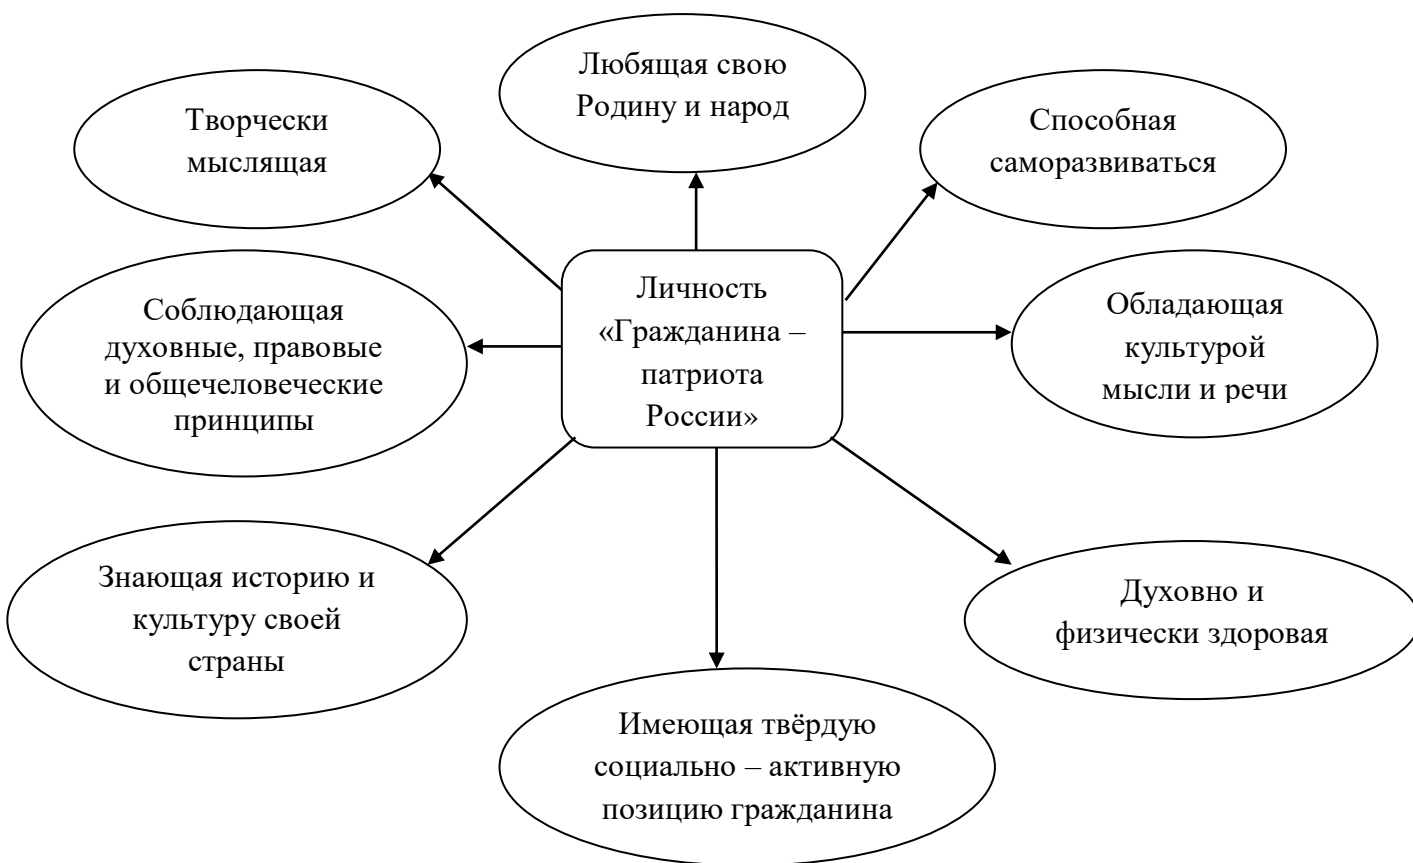 Любящая свою
Родину и народ
Творчески
мыслящая
Способная
саморазвиваться
Личность
«Гражданина –
патриота
России»
Соблюдающая
духовные, правовые
и общечеловеческие
принципы
Обладающая
культурой
мысли и речи
Знающая историю и
культуру своей
страны
Духовно и
физически здоровая
Имеющая твёрдую
социально – активную
позицию гражданина